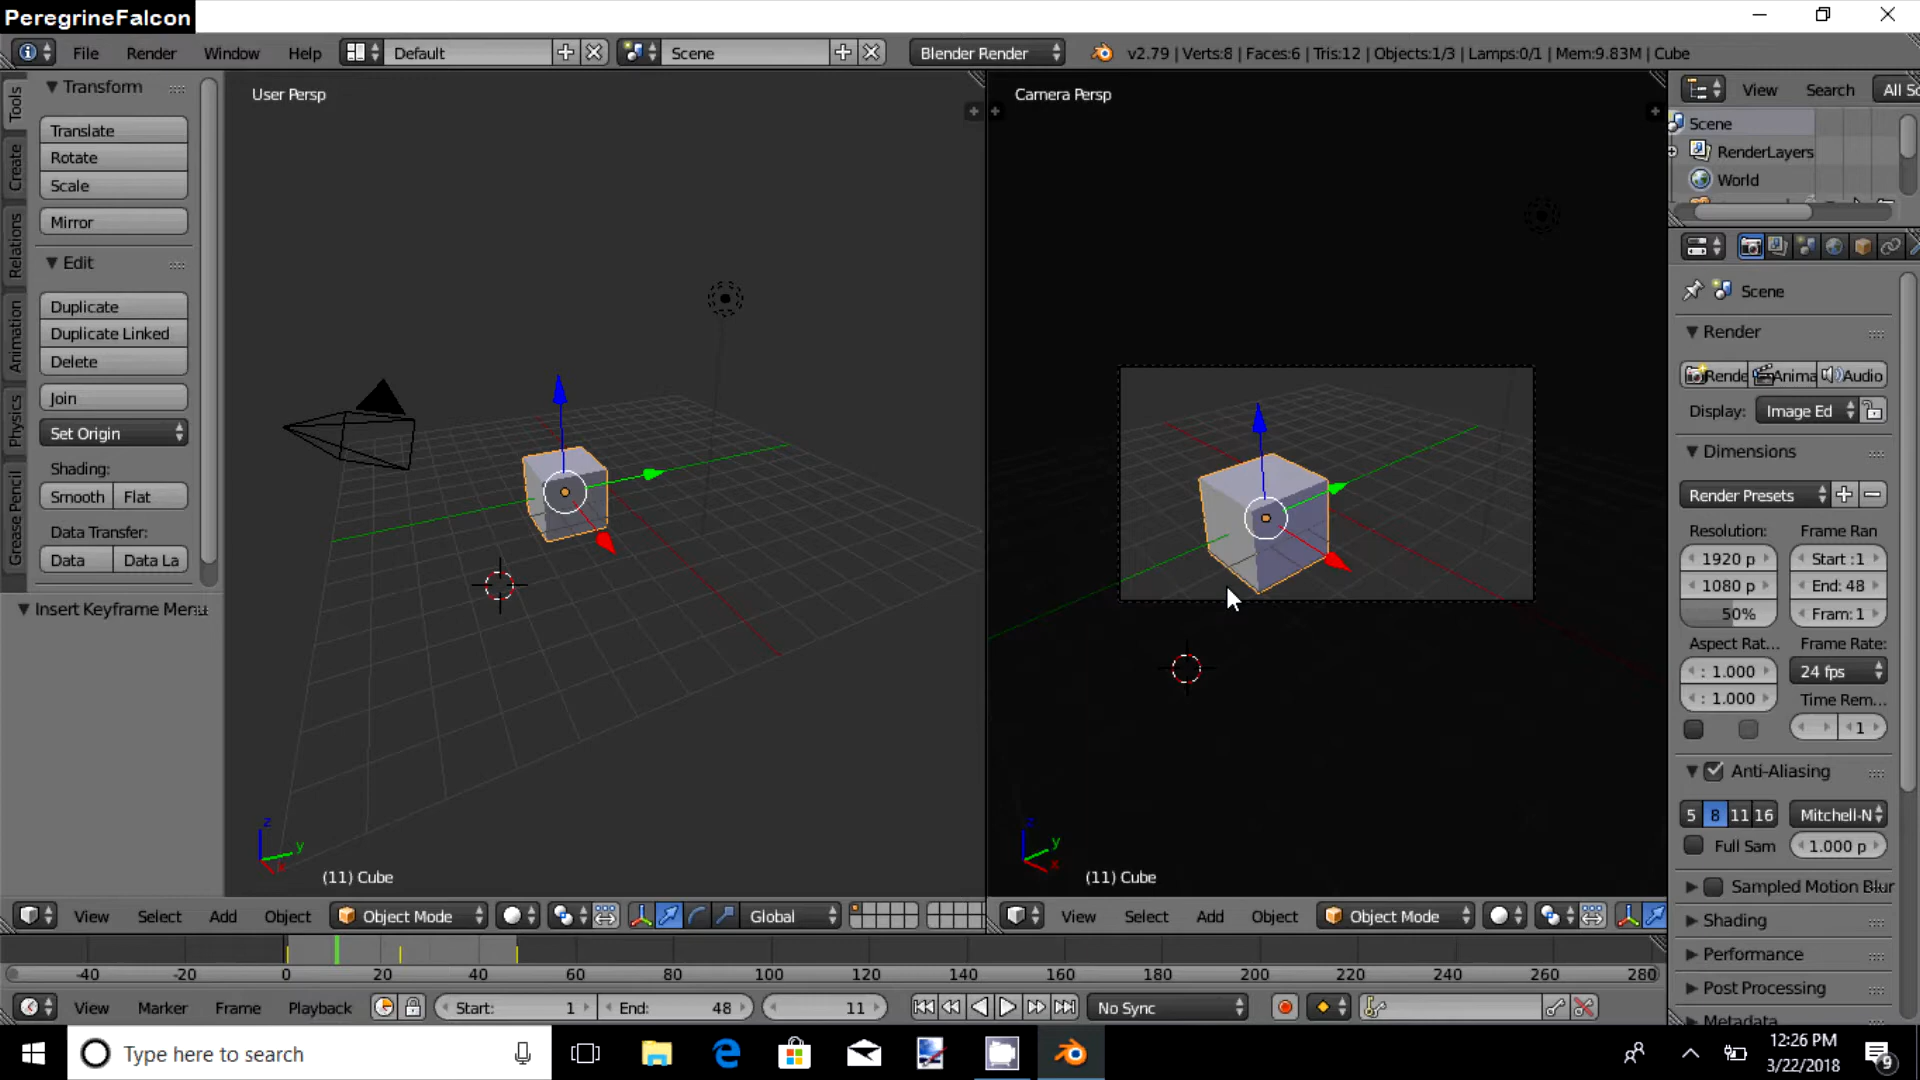 PeregrineFalcon
File Render Window Help Default Scene Blender Render v2.79 | Verts:8 | Faces:6 | Tris:12 | Objects:1/3 | Lamps:0/1 | Mem:9.83M | Cube
Tools
Create
Relations
Animation
Physics
Grease Pencil
Transform
Translate
Rotate
Scale
Mirror
Edit
Duplicate
Duplicate Linked
Delete
Join
Set Origin
Shading:
Smooth Flat
Data Transfer:
Data Data La
Insert Keyframe Menu
User Persp
z
y
x
(11) Cube
View Select Add Object Object Mode Global
Camera Persp
z
y
x
(11) Cube
View Select Add Object Object Mode
View Search All Sc
Scene
RenderLayers
World
Scene
Render
Rende Anima Audio
Display: Image Ed
Dimensions
Render Presets
Resolution: Frame Ran
1920 p Start :1
1080 p End: 48
50% Fram: 1
Aspect Rat... Frame Rate:
: 1.000 24 fps
: 1.000 Time Rem...
1
Anti-Aliasing
5 8 11 16 Mitchell-N
Full Sam 1.000 p
Sampled Motion Blur
Shading
Performance
Post Processing
Metadata
-40 -20 0 20 40 60 80 100 120 140 160 180 200 220 240 260 280
View Marker Frame Playback Start: 1 End: 48 11 No Sync
Type here to search
12:26 PM
3/22/2018
9